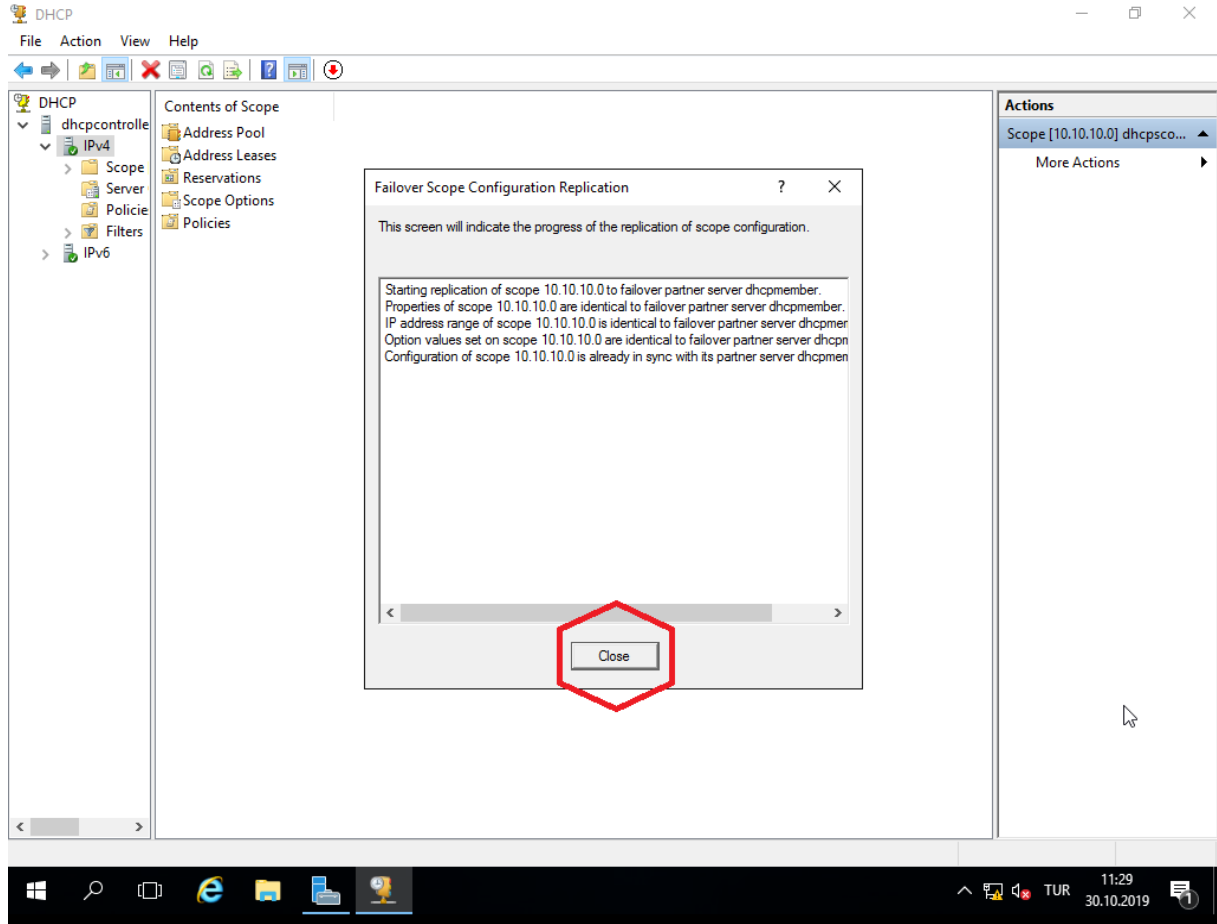 DHCP
File Action View Help
DHCP
dhcpcontrolle
IPv4
Scope
Server
Policie
Filters
IPv6
Contents of Scope
Address Pool
Address Leases
Reservations
Scope Options
Policies
Failover Scope Configuration Replication ?
This screen will indicate the progress of the replication of scope configuration.
Starting replication of scope 10.10.10.0 to failover partner server dhcpmember.
Properties of scope 10.10.10.0 are identical to failover partner server dhcpmember.
IP address range of scope 10.10.10.0 is identical to failover partner server dhcpmer
Option values set on scope 10.10.10.0 are identical to failover partner server dhcpn
Configuration of scope 10.10.10.0 is already in sync with its partner server dhcpmen
Close
Actions
Scope [10.10.10.0] dhcpsco...
More Actions
TUR
11:29
30.10.2019
1